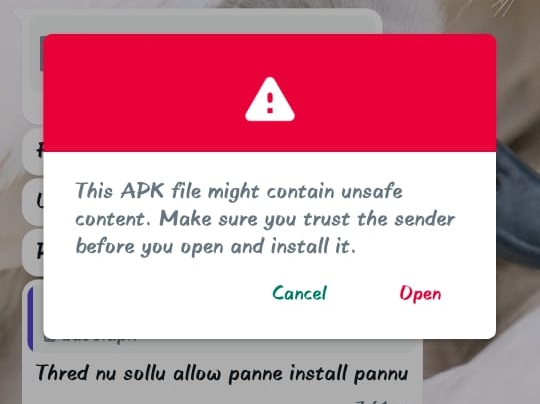 This APK file might contain unsafe
content. Make sure you trust the sender
before you open and install it.
Cancel Open
Thred nu sollu allow panne install pannu